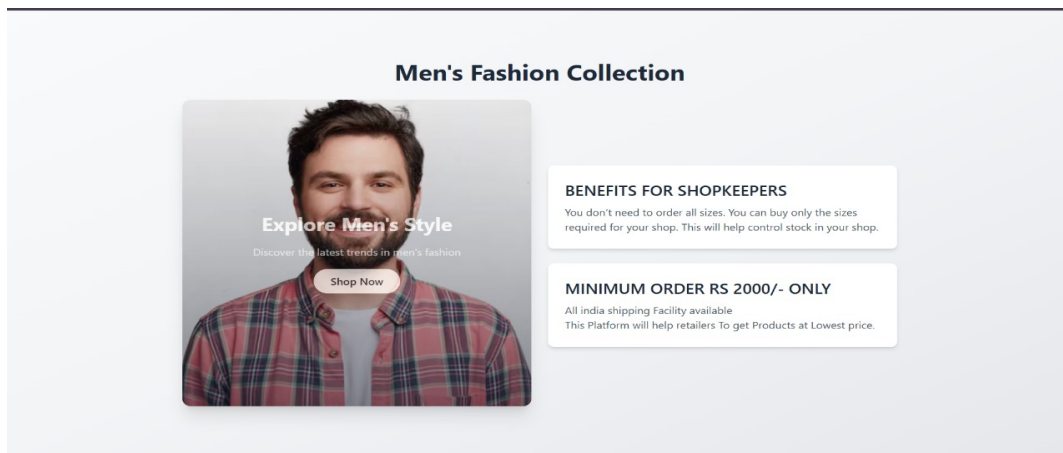 Men's Fashion Collection
Explore Men's Style
Discover the latest trends in men's fashion
Shop Now
BENEFITS FOR SHOPKEEPERS
You don't need to order all sizes. You can buy only the sizes
required for your shop. This will help control stock in your shop.
MINIMUM ORDER RS 2000/- ONLY
All india shipping Facility available
This Platform will help retailers To get Products at Lowest price.